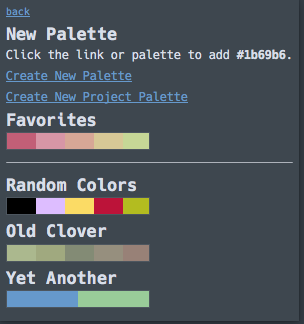 back
New Palette
Click the link or palette to add #1b69b6.
Create New Palette
Create New Project Palette
Favorites
Random Colors
Old Clover
Yet Another